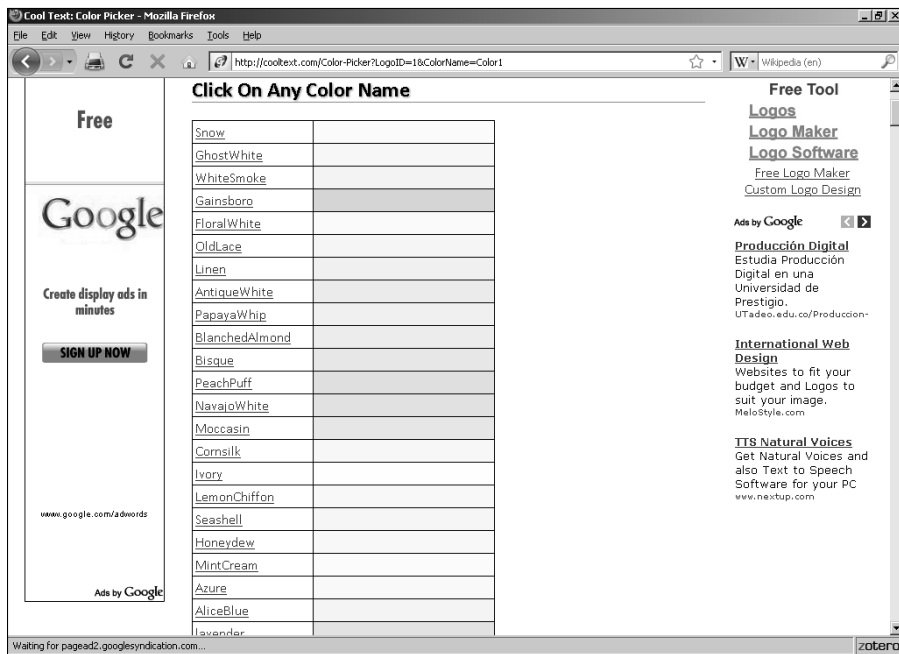 Cool Text: Color Picker - Mozilla Firefox
File Edit View History Bookmarks Tools Help
http://cooltext.com/Color-Picker?LogoID=1&ColorName=Color1
W Wikipedia (en)
Free
Google
Create display ads in
minutes
SIGN UP NOW
www.google.com/adwords
Ads by Google
Click On Any Color Name
Snow
GhostWhite
WhiteSmoke
Gainsboro
FloralWhite
OldLace
Linen
AntiqueWhite
PapayaWhip
BlanchedAlmond
Bisque
PeachPuff
NavajoWhite
Moccasin
Cornsilk
Ivory
LemonChiffon
Seashell
Honeydew
MintCream
Azure
AliceBlue
lavender
Free Tool
Logos
Logo Maker
Logo Software
Free Logo Maker
Custom Logo Design
Ads by Google
Producción Digital
Estudia Producción
Digital en una
Universidad de
Prestigio.
UTadeo.edu.co/Produccion-
International Web
Design
Websites to fit your
budget and Logos to
suit your image.
MeloStyle.com
TTS Natural Voices
Get Natural Voices and
also Text to Speech
Software for your PC
www.nextup.com
Waiting for pagead2.googlesyndication.com...
zotero